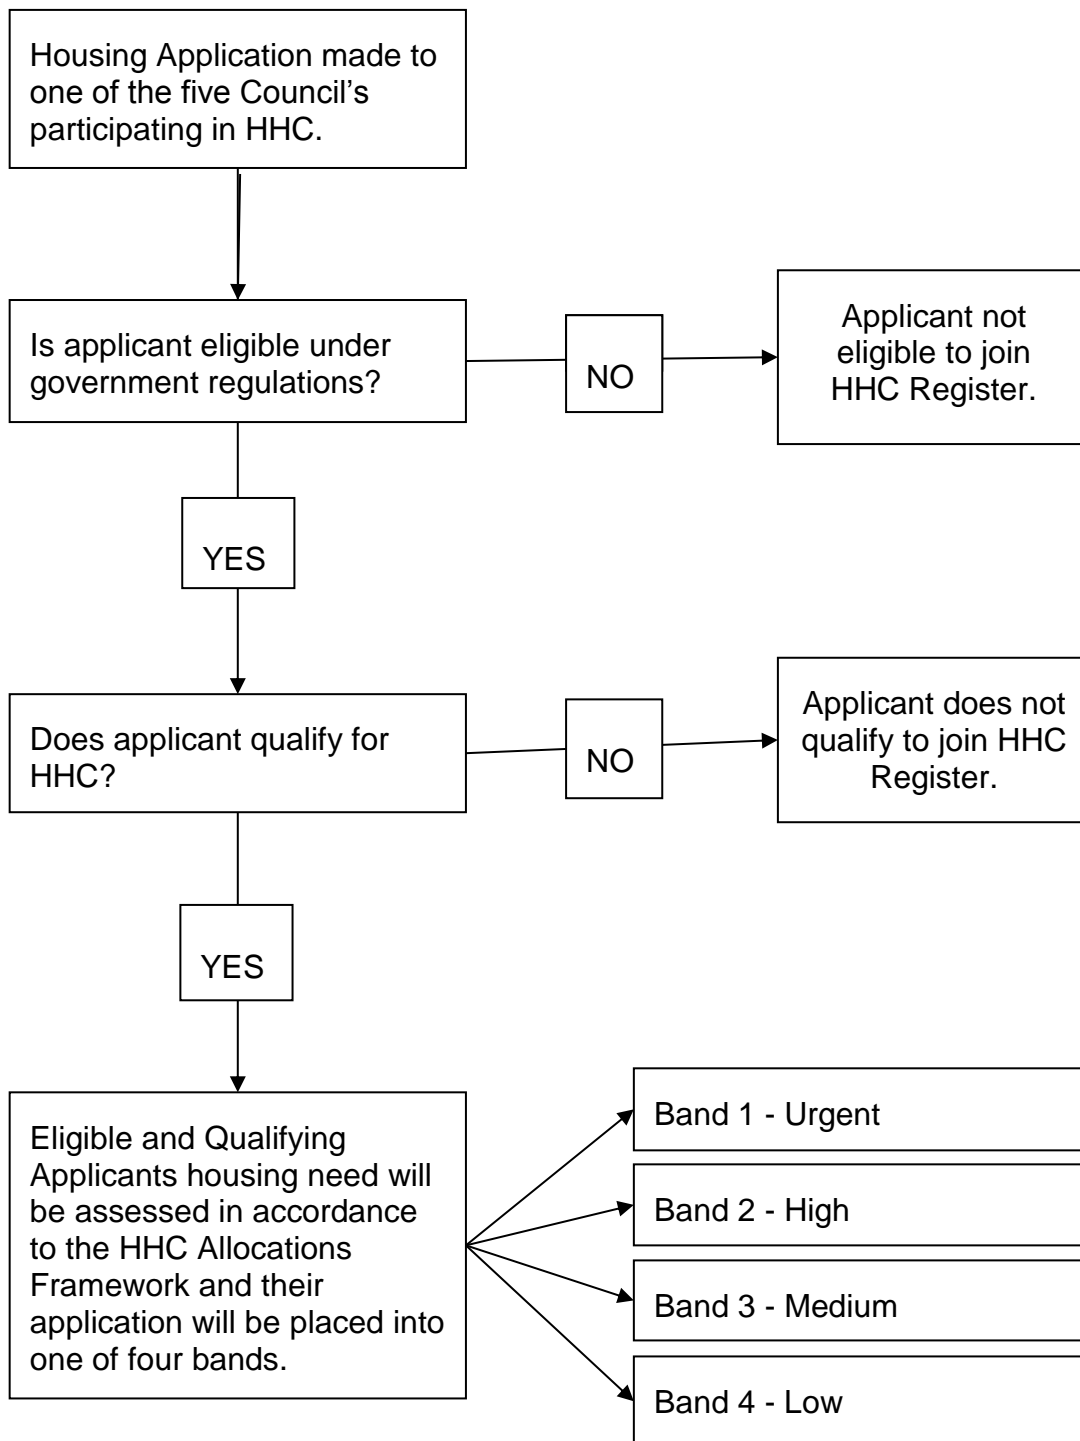 Housing Application made to
one of the five Council’s
participating in HHC.
Is applicant eligible under
government regulations?
NO
Applicant not
eligible to join
HHC Register.
YES
Does applicant qualify for
HHC?
NO
Applicant does not
qualify to join HHC
Register.
YES
Eligible and Qualifying
Applicants housing need will
be assessed in accordance
to the HHC Allocations
Framework and their
application will be placed into
one of four bands.
Band 1 - Urgent
Band 2 - High
Band 3 - Medium
Band 4 - Low